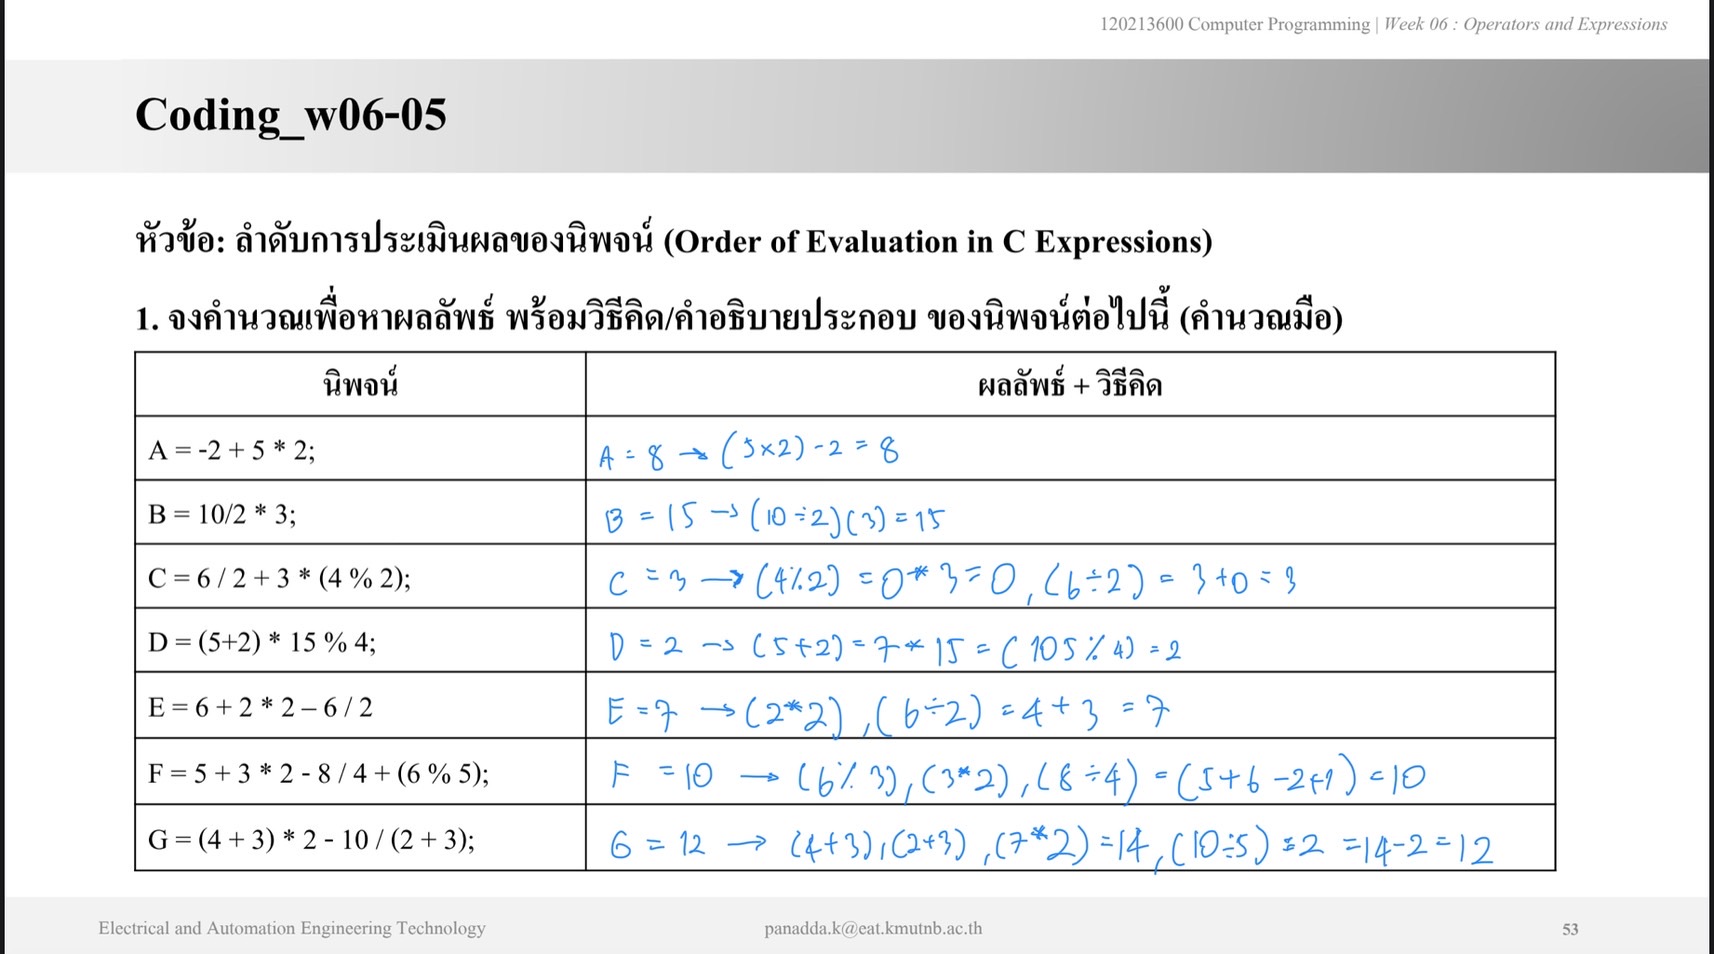 120213600 Computer Programming | Week 06 : Operators and Expressions
Coding_w06-05
หัวข้อ: ลำดับการประเมินผลของนิพจน์ (Order of Evaluation in C Expressions)
1. จงคำนวณเพื่อหาผลลัพธ์ พร้อมวิธีคิด/คำอธิบายประกอบ ของนิพจน์ต่อไปนี้ (คำนวณมือ)
นิพจน์ ผลลัพธ์ + วิธีคิด
A = -2 + 5 * 2; A = 8 → (5×2) -2 = 8
B = 10/2 * 3; B = 15 → (10÷2)(3) = 15
C = 6 / 2 + 3 * (4 % 2); C = 3 → (4%2) = 0 * 3 = 0, (6÷2) = 3+0 = 3
D = (5+2) * 15 % 4; D = 2 → (5+2) = 7 * 15 = (105 % 4) = 2
E = 6 + 2 * 2 – 6 / 2 E = 7 → (2*2), (6÷2) = 4+3 = 7
F = 5 + 3 * 2 - 8 / 4 + (6 % 5); F = 10 → (6% 3), (3*2), (8÷4) = (5+6 -2+1) = 10
G = (4 + 3) * 2 - 10 / (2 + 3); G = 12 → (4+3), (2+3), (7*2) = 14, (10÷5) = 2 = 14-2 = 12
Electrical and Automation Engineering Technology panadda.k@eat.kmutnb.ac.th 53